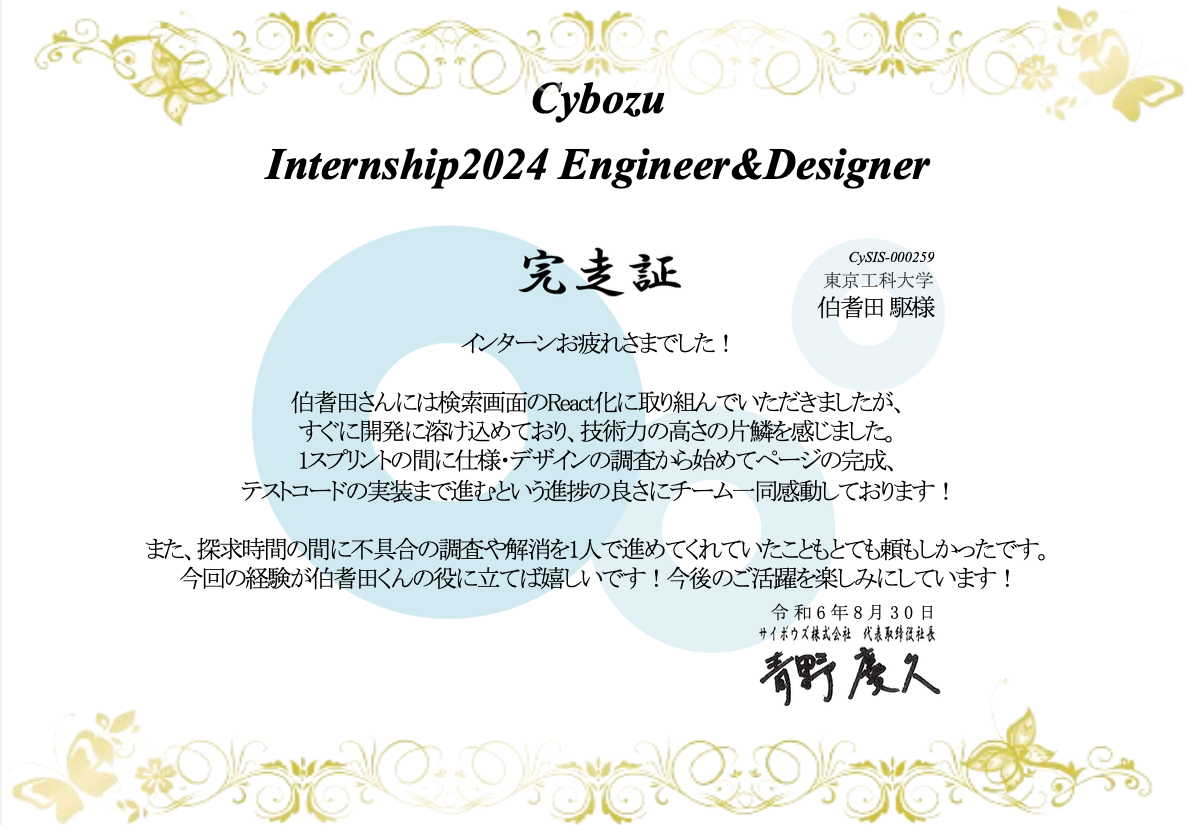 Cybozu
Internship2024 Engineer&Designer
完走証
CySIS-000259
東京工科大学
伯耆田 駆様
インターンお疲れさまでした！
伯耆田さんには検索画面のReact化に取り組んでいただきましたが、
すぐに開発に溶け込めており、技術力の高さの片鱗を感じました。
1スプリントの間に仕様・デザインの調査から始めてページの完成、
テストコードの実装まで進むという進捗の良さにチーム一同感動しております！
また、探求時間の間に不具合の調査や解消を1人で進めてくれていたこともとても頼もしかったです。
今回の経験が伯耆田くんの役に立てば嬉しいです！今後のご活躍を楽しみにしています！
令和6年8月30日
サイボウズ株式会社　代表取締役社長
青野慶久